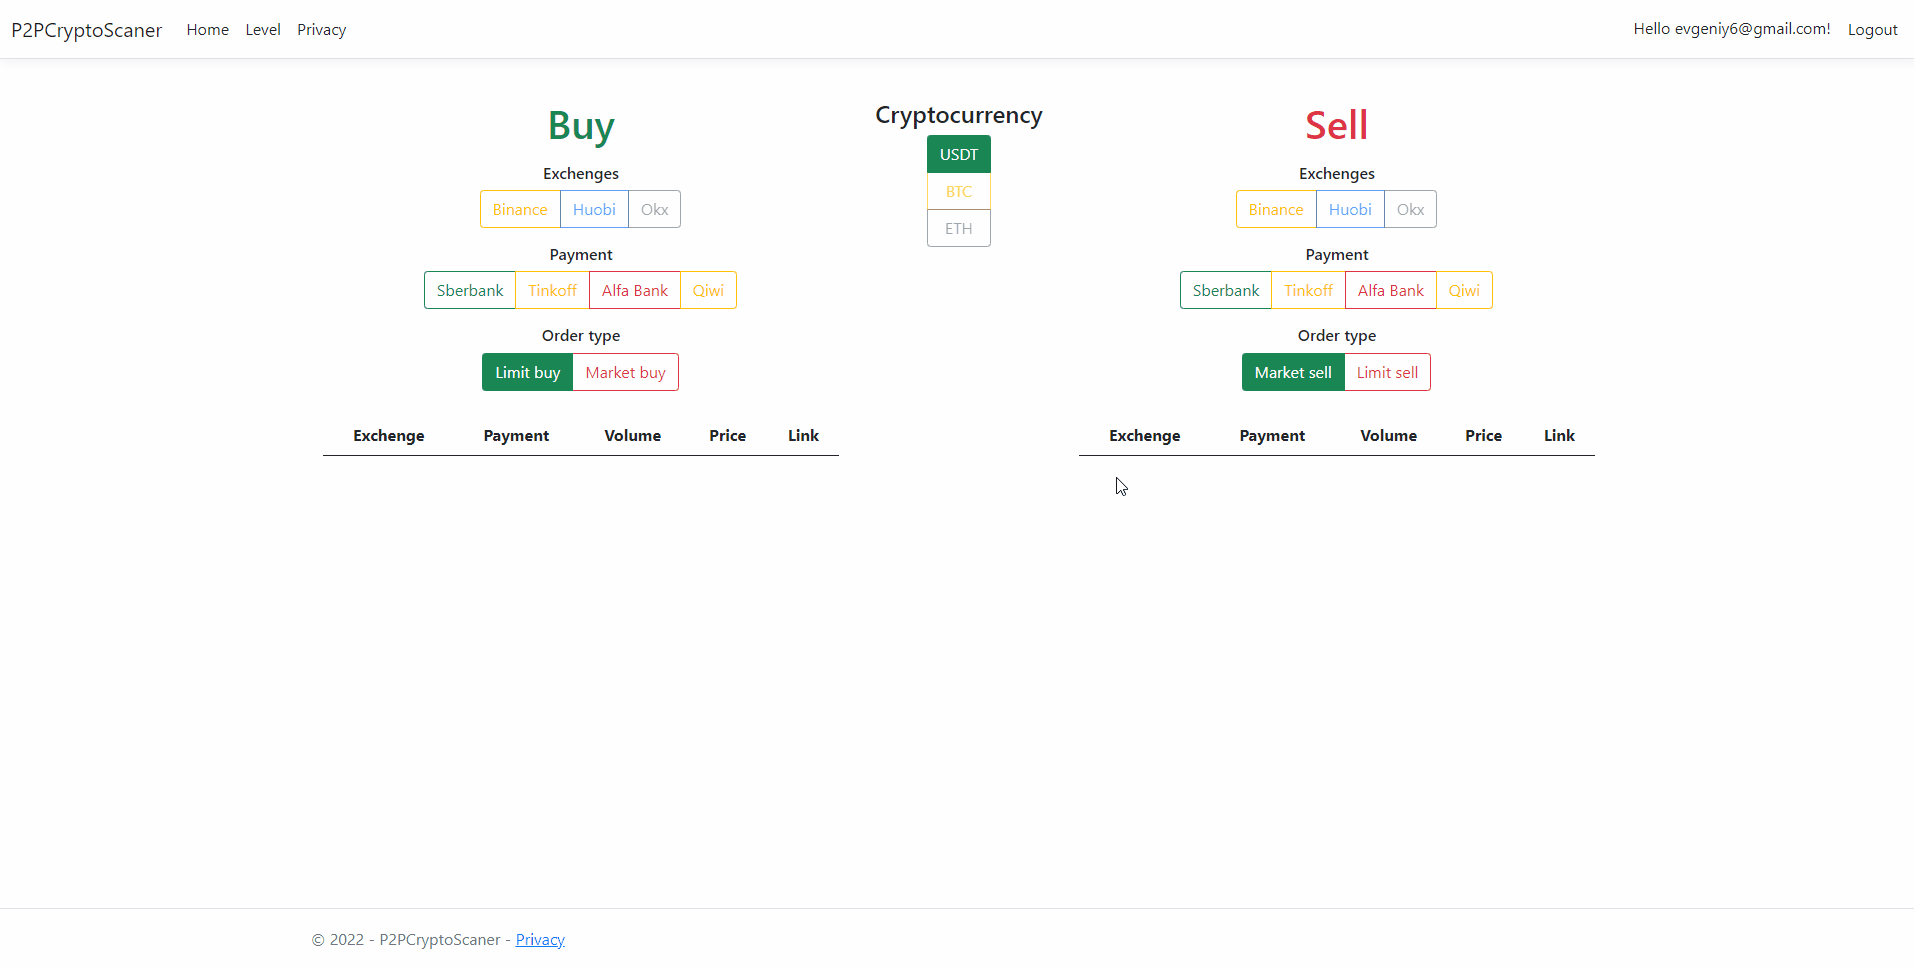 P2PCryptoScaner Home Level Privacy Hello evgeniy6@gmail.com! Logout
Buy
Exchenges
Binance Huobi Okx
Payment
Sberbank Tinkoff Alfa Bank Qiwi
Order type
Limit buy Market buy
Exchenge Payment Volume Price Link
Cryptocurrency
USDT
BTC
ETH
Sell
Exchenges
Binance Huobi Okx
Payment
Sberbank Tinkoff Alfa Bank Qiwi
Order type
Market sell Limit sell
Exchenge Payment Volume Price Link
© 2022 - P2PCryptoScaner - Privacy